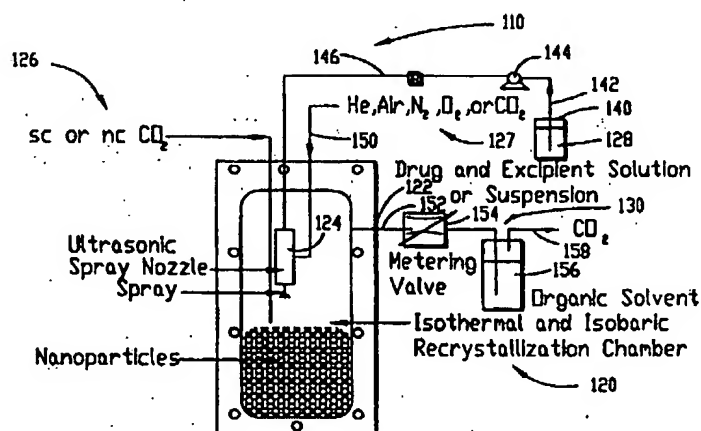 110
126
146
144
142
140
128
He, Air, N₂, O₂, or CO₂
sc or nc CO₂
150
127
Drug and Excipient Solution
or Suspension
122
152
154
130
CO₂
124
158
156
Ultrasonic
Spray Nozzle
Spray
Metering
Valve
Organic Solvent
Isothermal and Isobaric
Recrystallization Chamber
Nanoparticles
120